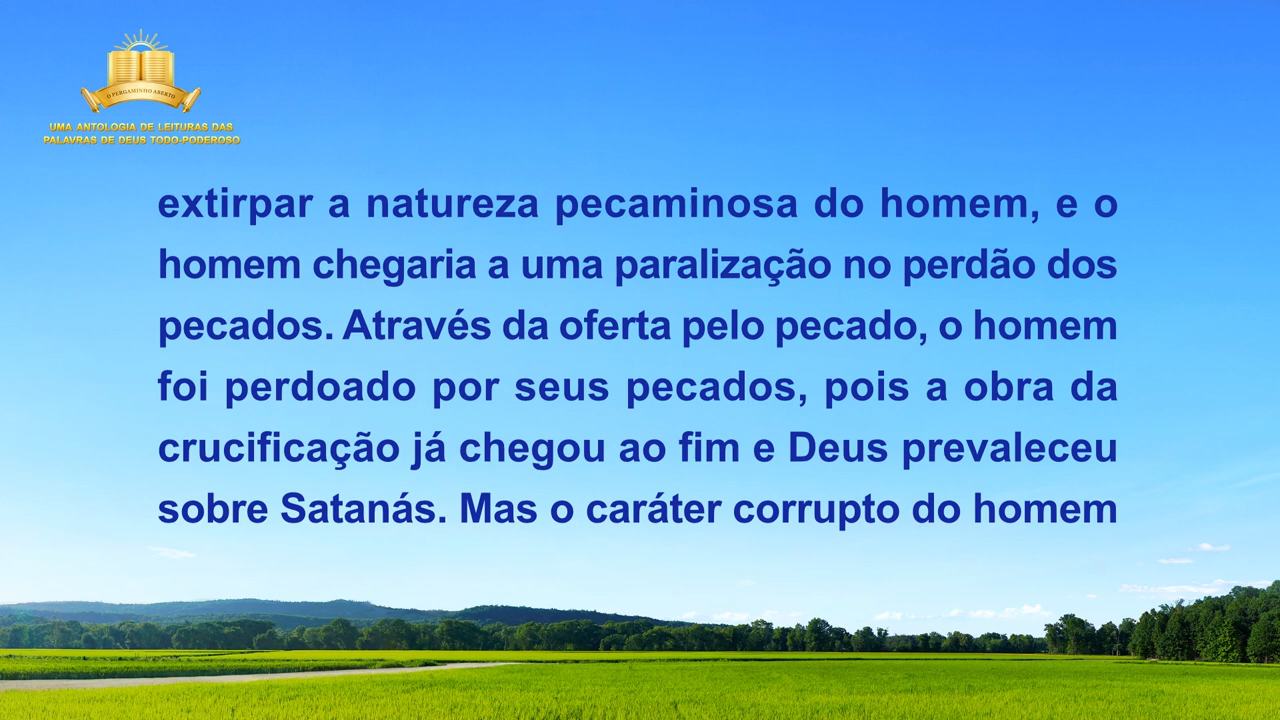 O PERGAMINHO ABERTO
UMA ANTOLOGIA DE LEITURAS DAS
PALAVRAS DE DEUS TODO-PODEROSO
extirpar a natureza pecaminosa do homem, e o
homem chegaria a uma paralização no perdão dos
pecados. Através da oferta pelo pecado, o homem
foi perdoado por seus pecados, pois a obra da
crucificação já chegou ao fim e Deus prevaleceu
sobre Satanás. Mas o caráter corrupto do homem